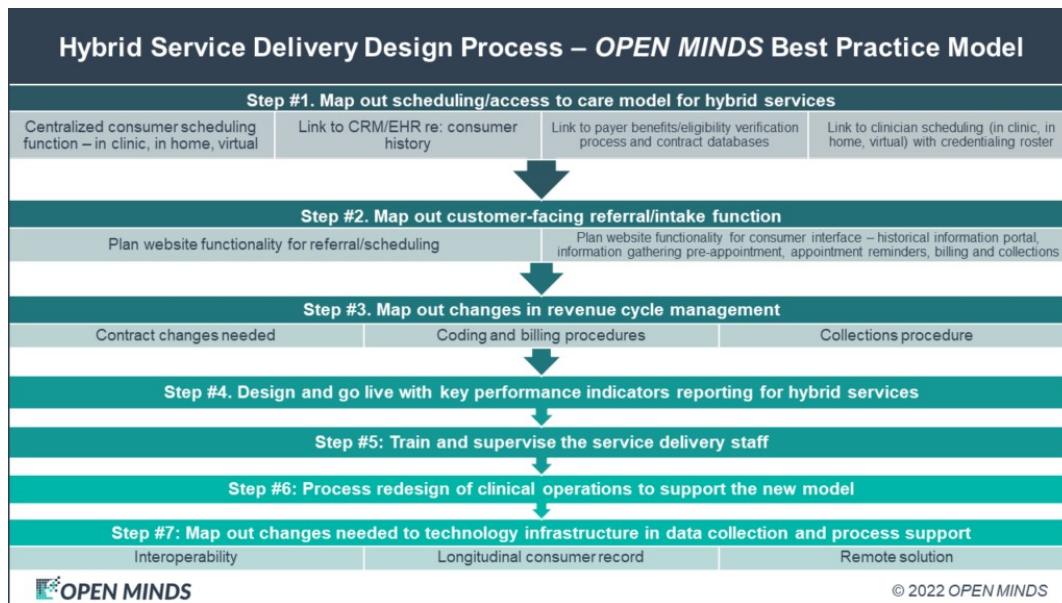 Hybrid Service Delivery Design Process – OPEN MINDS Best Practice Model
Step #1. Map out scheduling/access to care model for hybrid services
Centralized consumer scheduling
function – in clinic, in home, virtual
Link to CRM/EHR re: consumer
history
Link to payer benefits/eligibility verification
process and contract databases
Link to clinician scheduling (in clinic, in
home, virtual) with credentialing roster
Step #2. Map out customer-facing referral/intake function
Plan website functionality for referral/scheduling
Plan website functionality for consumer interface – historical information portal,
information gathering pre-appointment, appointment reminders, billing and collections
Step #3. Map out changes in revenue cycle management
Contract changes needed
Coding and billing procedures
Collections procedure
Step #4. Design and go live with key performance indicators reporting for hybrid services
Step #5: Train and supervise the service delivery staff
Step #6: Process redesign of clinical operations to support the new model
Step #7: Map out changes needed to technology infrastructure in data collection and process support
Interoperability
Longitudinal consumer record
Remote solution
OPEN MINDS
© 2022 OPEN MINDS